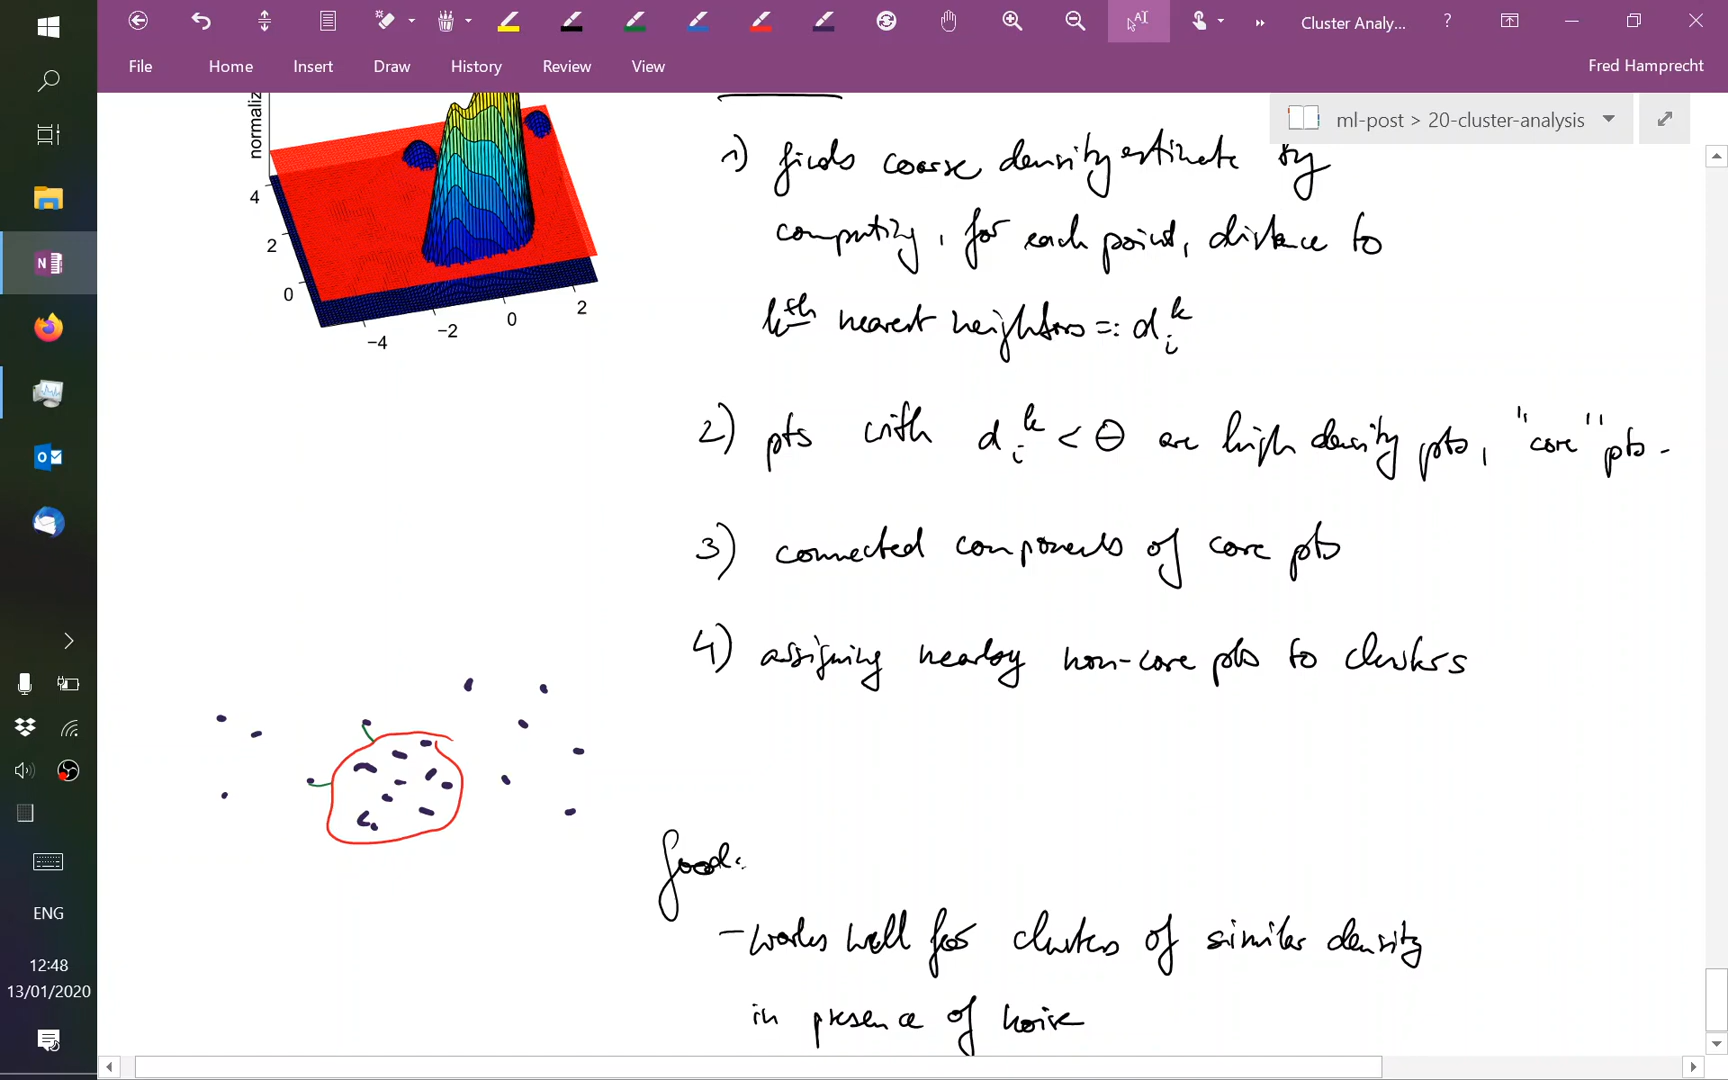 Cluster Analy...
File Home Insert Draw History Review View
Fred Hamprecht
ml-post > 20-cluster-analysis
normaliz
4
2
0
-4
-2
0
2
1) finds coarse density estimate by
computing, for each point, distance to
kth nearest neighbors =: d_i^k
2) pts with d_i^k < Θ are high density pts, "core" pts.
3) connected components of core pts
4) assigning nearby non-core pts to clusters
Good:
- works well for clusters of similar density
in presence of noise
ENG
12:48
13/01/2020